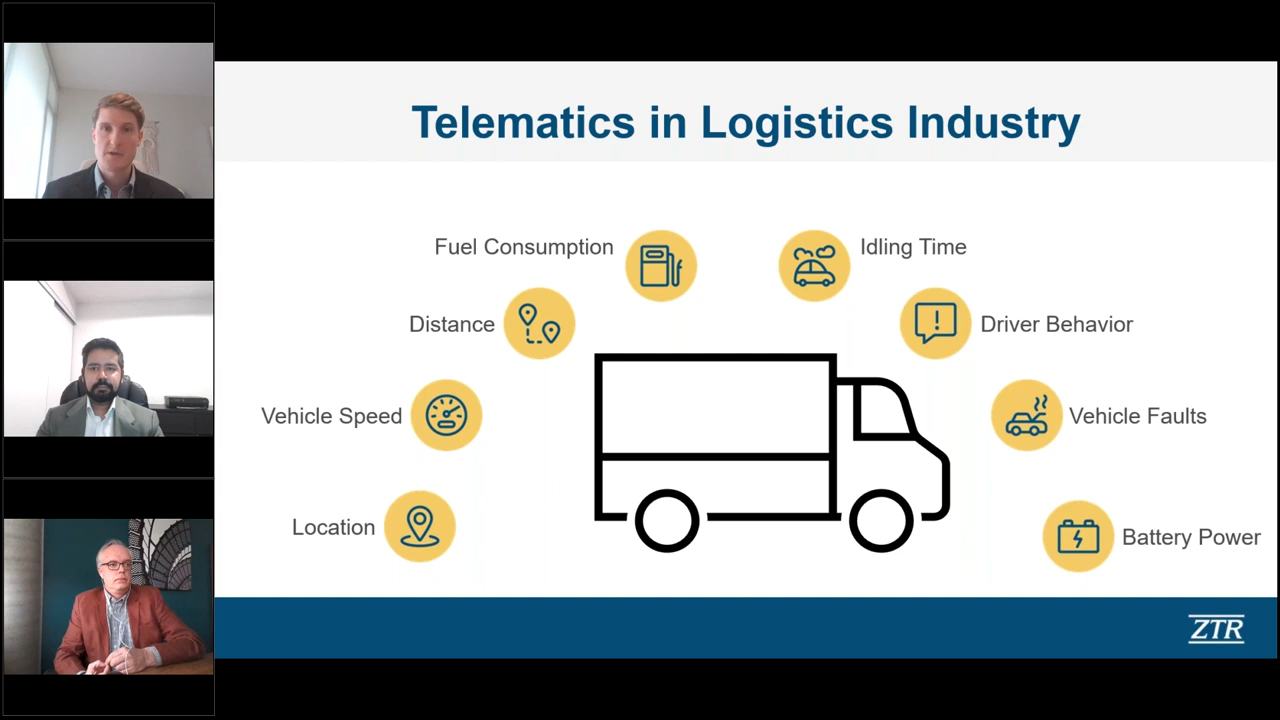 Telematics in Logistics Industry
Fuel Consumption
Idling Time
Distance
Driver Behavior
Vehicle Speed
Vehicle Faults
Location
Battery Power
ZTR